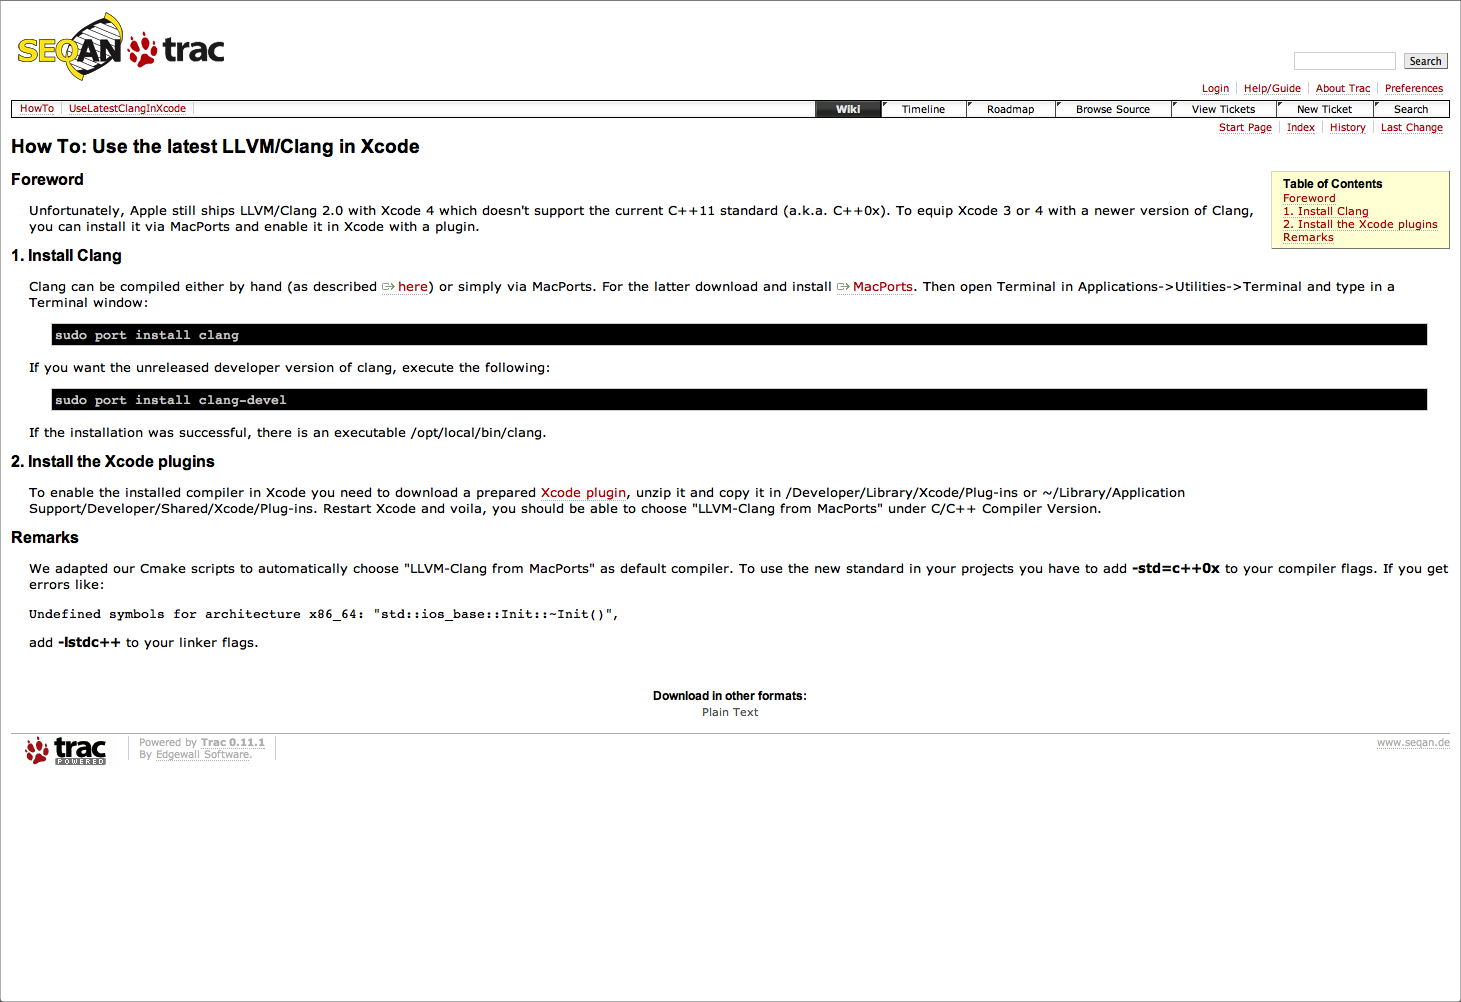 SEQAN trac
Search
Login Help/Guide About Trac Preferences
HowTo UseLatestClangInXcode Wiki Timeline Roadmap Browse Source View Tickets New Ticket Search
Start Page Index History Last Change
How To: Use the latest LLVM/Clang in Xcode
Foreword
Table of Contents
Foreword
1. Install Clang
2. Install the Xcode plugins
Remarks
Unfortunately, Apple still ships LLVM/Clang 2.0 with Xcode 4 which doesn't support the current C++11 standard (a.k.a. C++0x). To equip Xcode 3 or 4 with a newer version of Clang,
you can install it via MacPorts and enable it in Xcode with a plugin.
1. Install Clang
Clang can be compiled either by hand (as described here) or simply via MacPorts. For the latter download and install MacPorts. Then open Terminal in Applications->Utilities->Terminal and type in a
Terminal window:
sudo port install clang
If you want the unreleased developer version of clang, execute the following:
sudo port install clang-devel
If the installation was successful, there is an executable /opt/local/bin/clang.
2. Install the Xcode plugins
To enable the installed compiler in Xcode you need to download a prepared Xcode plugin, unzip it and copy it in /Developer/Library/Xcode/Plug-ins or ~/Library/Application
Support/Developer/Shared/Xcode/Plug-ins. Restart Xcode and voila, you should be able to choose "LLVM-Clang from MacPorts" under C/C++ Compiler Version.
Remarks
We adapted our Cmake scripts to automatically choose "LLVM-Clang from MacPorts" as default compiler. To use the new standard in your projects you have to add -std=c++0x to your compiler flags. If you get
errors like:
Undefined symbols for architecture x86_64: "std::ios_base::Init::~Init()",
add -lstdc++ to your linker flags.
Download in other formats:
Plain Text
trac POWERED
Powered by Trac 0.11.1
By Edgewall Software.
www.seqan.de